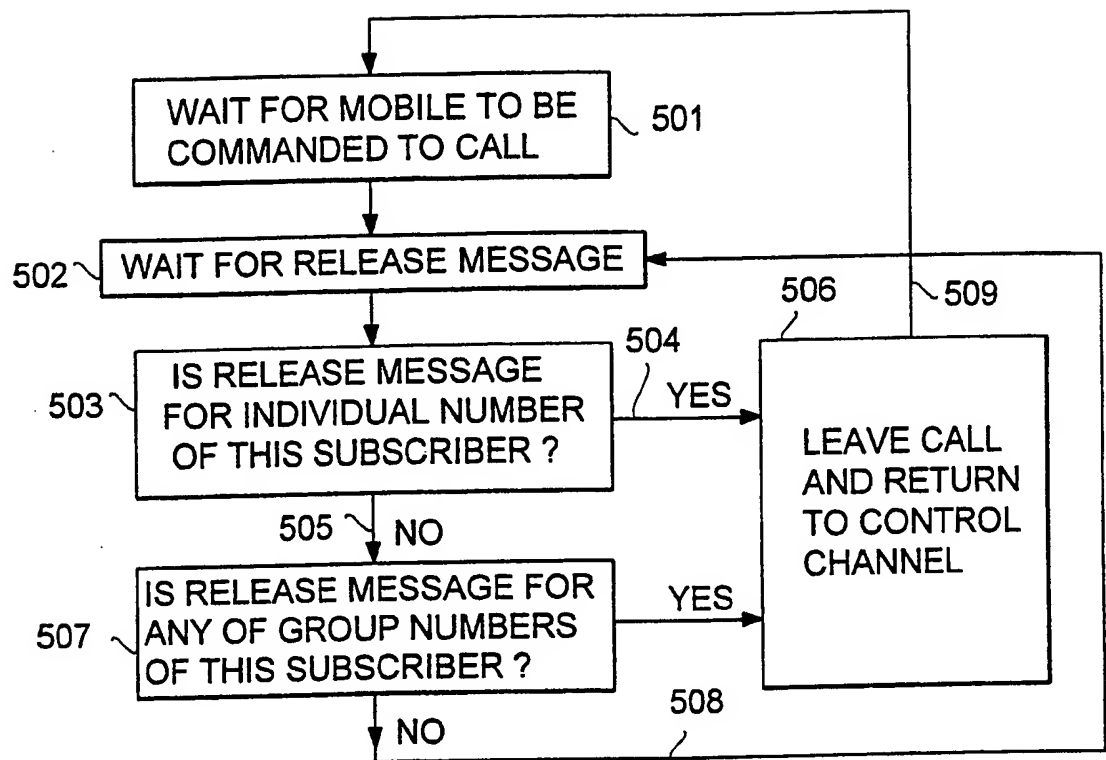 WAIT FOR MOBILE TO BE
COMMANDED TO CALL
501
502
WAIT FOR RELEASE MESSAGE
509
506
503
IS RELEASE MESSAGE
FOR INDIVIDUAL NUMBER
OF THIS SUBSCRIBER ?
504
YES
LEAVE CALL
AND RETURN
TO CONTROL
CHANNEL
505
NO
507
IS RELEASE MESSAGE FOR
ANY OF GROUP NUMBERS
OF THIS SUBSCRIBER ?
YES
NO
508